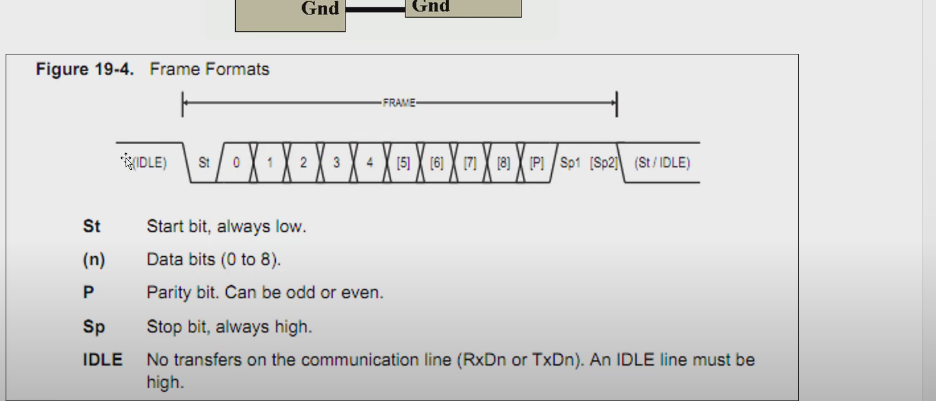 Gnd Gnd
Figure 19-4. Frame Formats
FRAME
(IDLE) St 0 1 2 3 4 [5] [6] [7] [8] [P] Sp1 [Sp2] (St / IDLE)
St Start bit, always low.
(n) Data bits (0 to 8).
P Parity bit. Can be odd or even.
Sp Stop bit, always high.
IDLE No transfers on the communication line (RxDn or TxDn). An IDLE line must be
high.